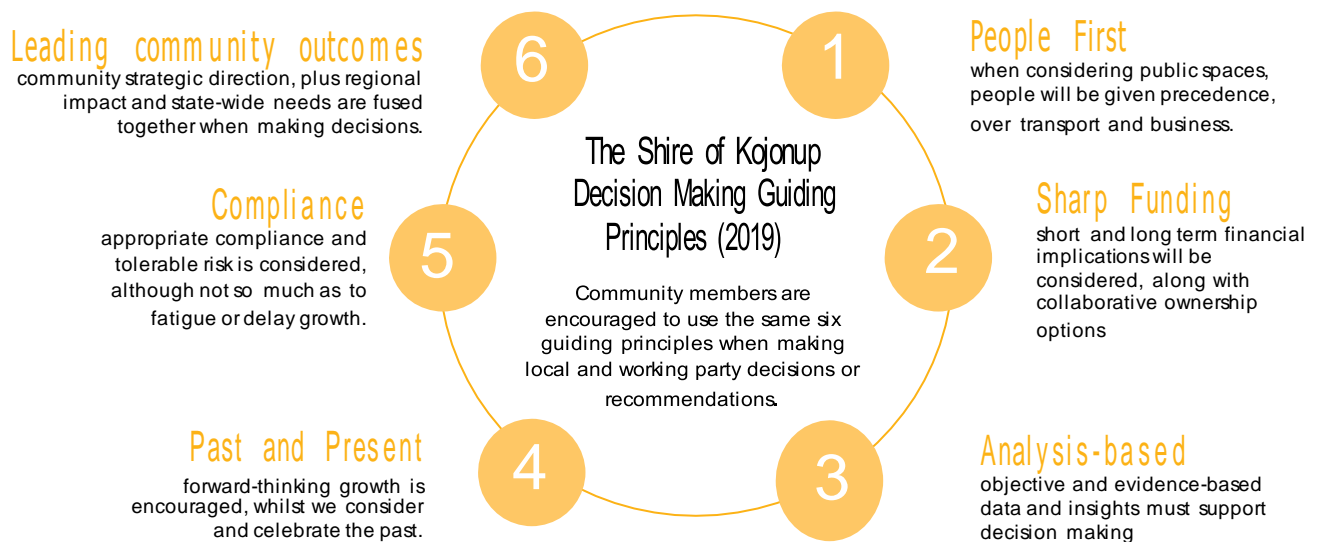 The Shire of Kojonup
Decision Making Guiding
Principles (2019)
Community members are
encouraged to use the same six
guiding principles when making
local and working party decisions or
recommendations.
1
People First
when considering public spaces,
people will be given precedence,
over transport and business.
2
Sharp Funding
short and long term financial
implications will be
considered, along with
collaborative ownership
options
3
Analysis-based
objective and evidence-based
data and insights must support
decision making
4
Past and Present
forward-thinking growth is
encouraged, whilst we consider
and celebrate the past.
5
Compliance
appropriate compliance and
tolerable risk is considered,
although not so much as to
fatigue or delay growth.
6
Leading community outcomes
community strategic direction, plus regional
impact and state-wide needs are fused
together when making decisions.